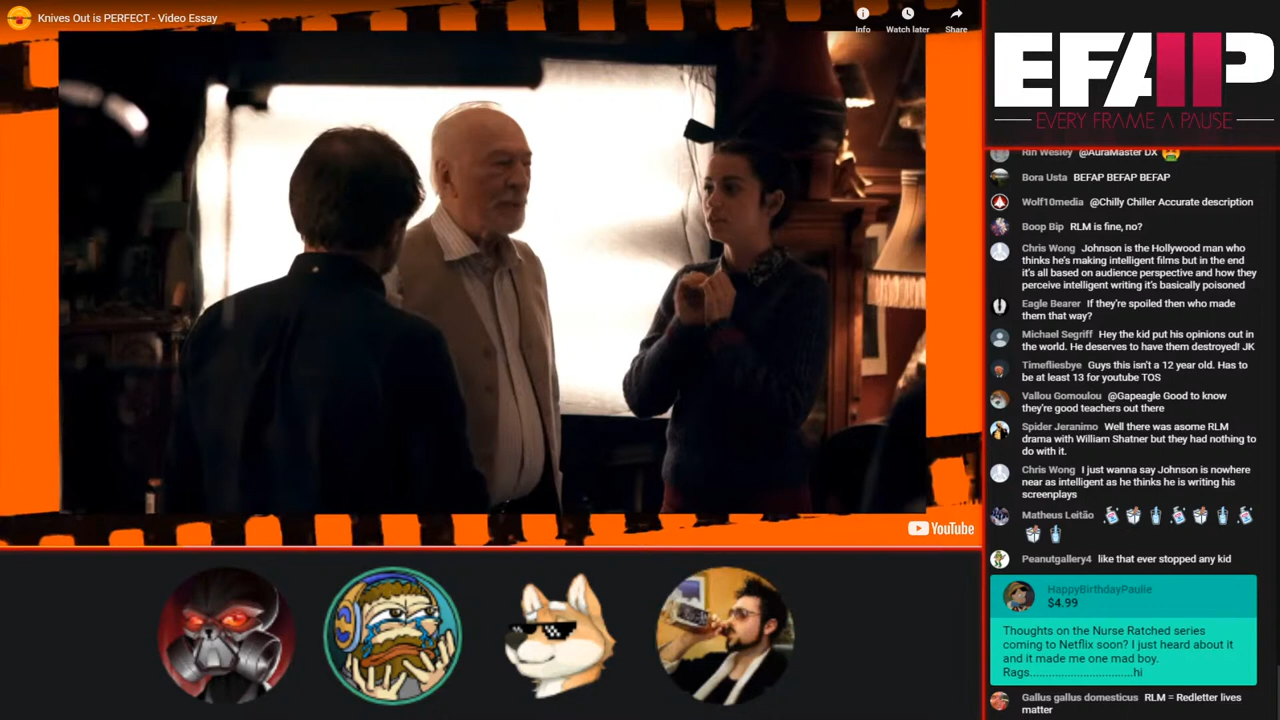 Knives Out is PERFECT - Video Essay
Info
Watch later
Share
YouTube
EFAP
EVERY FRAME A PAUSE
Rin Wesley @AuraMaster DX
Bora Usta BEFAP BEFAP BEFAP
Wolf10media @Chilly Chiller Accurate description
Boop Bip RLM is fine, no?
Chris Wong Johnson is the Hollywood man who
thinks he's making intelligent films but in the end
it's all based on audience perspective and how they
perceive intelligent writing it's basically poisoned
Eagle Bearer If they're spoiled then who made
them that way?
Michael Segriff Hey the kid put his opinions out in
the world. He deserves to have them destroyed! JK
Timefliesbye Guys this isn't a 12 year old. Has to
be at least 13 for youtube TOS
Vallou Gomoulou @Gapeagle Good to know
they're good teachers out there
Spider Jeranimo Well there was asome RLM
drama with William Shatner but they had nothing to
do with it.
Chris Wong I just wanna say Johnson is nowhere
near as intelligent as he thinks he is writing his
screenplays
Matheus Leitão
Peanutgallery4 like that ever stopped any kid
HappyBirthdayPaulie
$4.99
Thoughts on the Nurse Ratched series
coming to Netflix soon? I just heard about it
and it made me one mad boy.
Rags.................................hi
Gallus gallus domesticus RLM = Redletter lives
matter